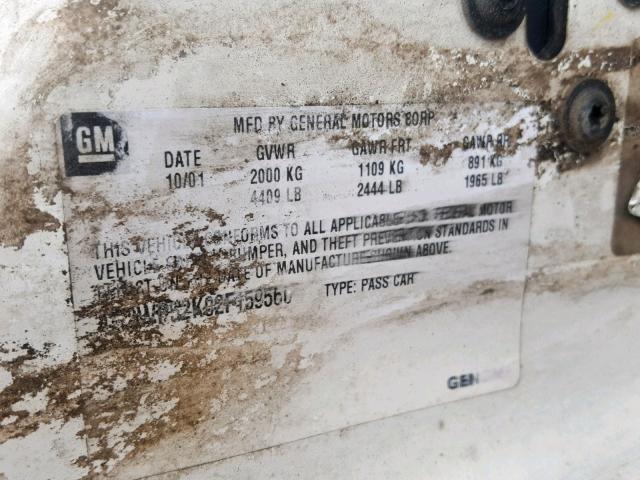 GM
MFD BY GENERAL MOTORS CORP
DATE GVWR GAWR FRT GAWR RR
10/01 2000 KG 1109 KG 891 KG
4409 LB 2444 LB 1965 LB
THIS VEHICLE CONFORMS TO ALL APPLICABLE U.S. FEDERAL MOTOR
VEHICLE BUMPER, AND THEFT PREVENTION STANDARDS IN
EFFECT ON THE DATE OF MANUFACTURE SHOWN ABOVE.
TYPE: PASS CAR
GEN